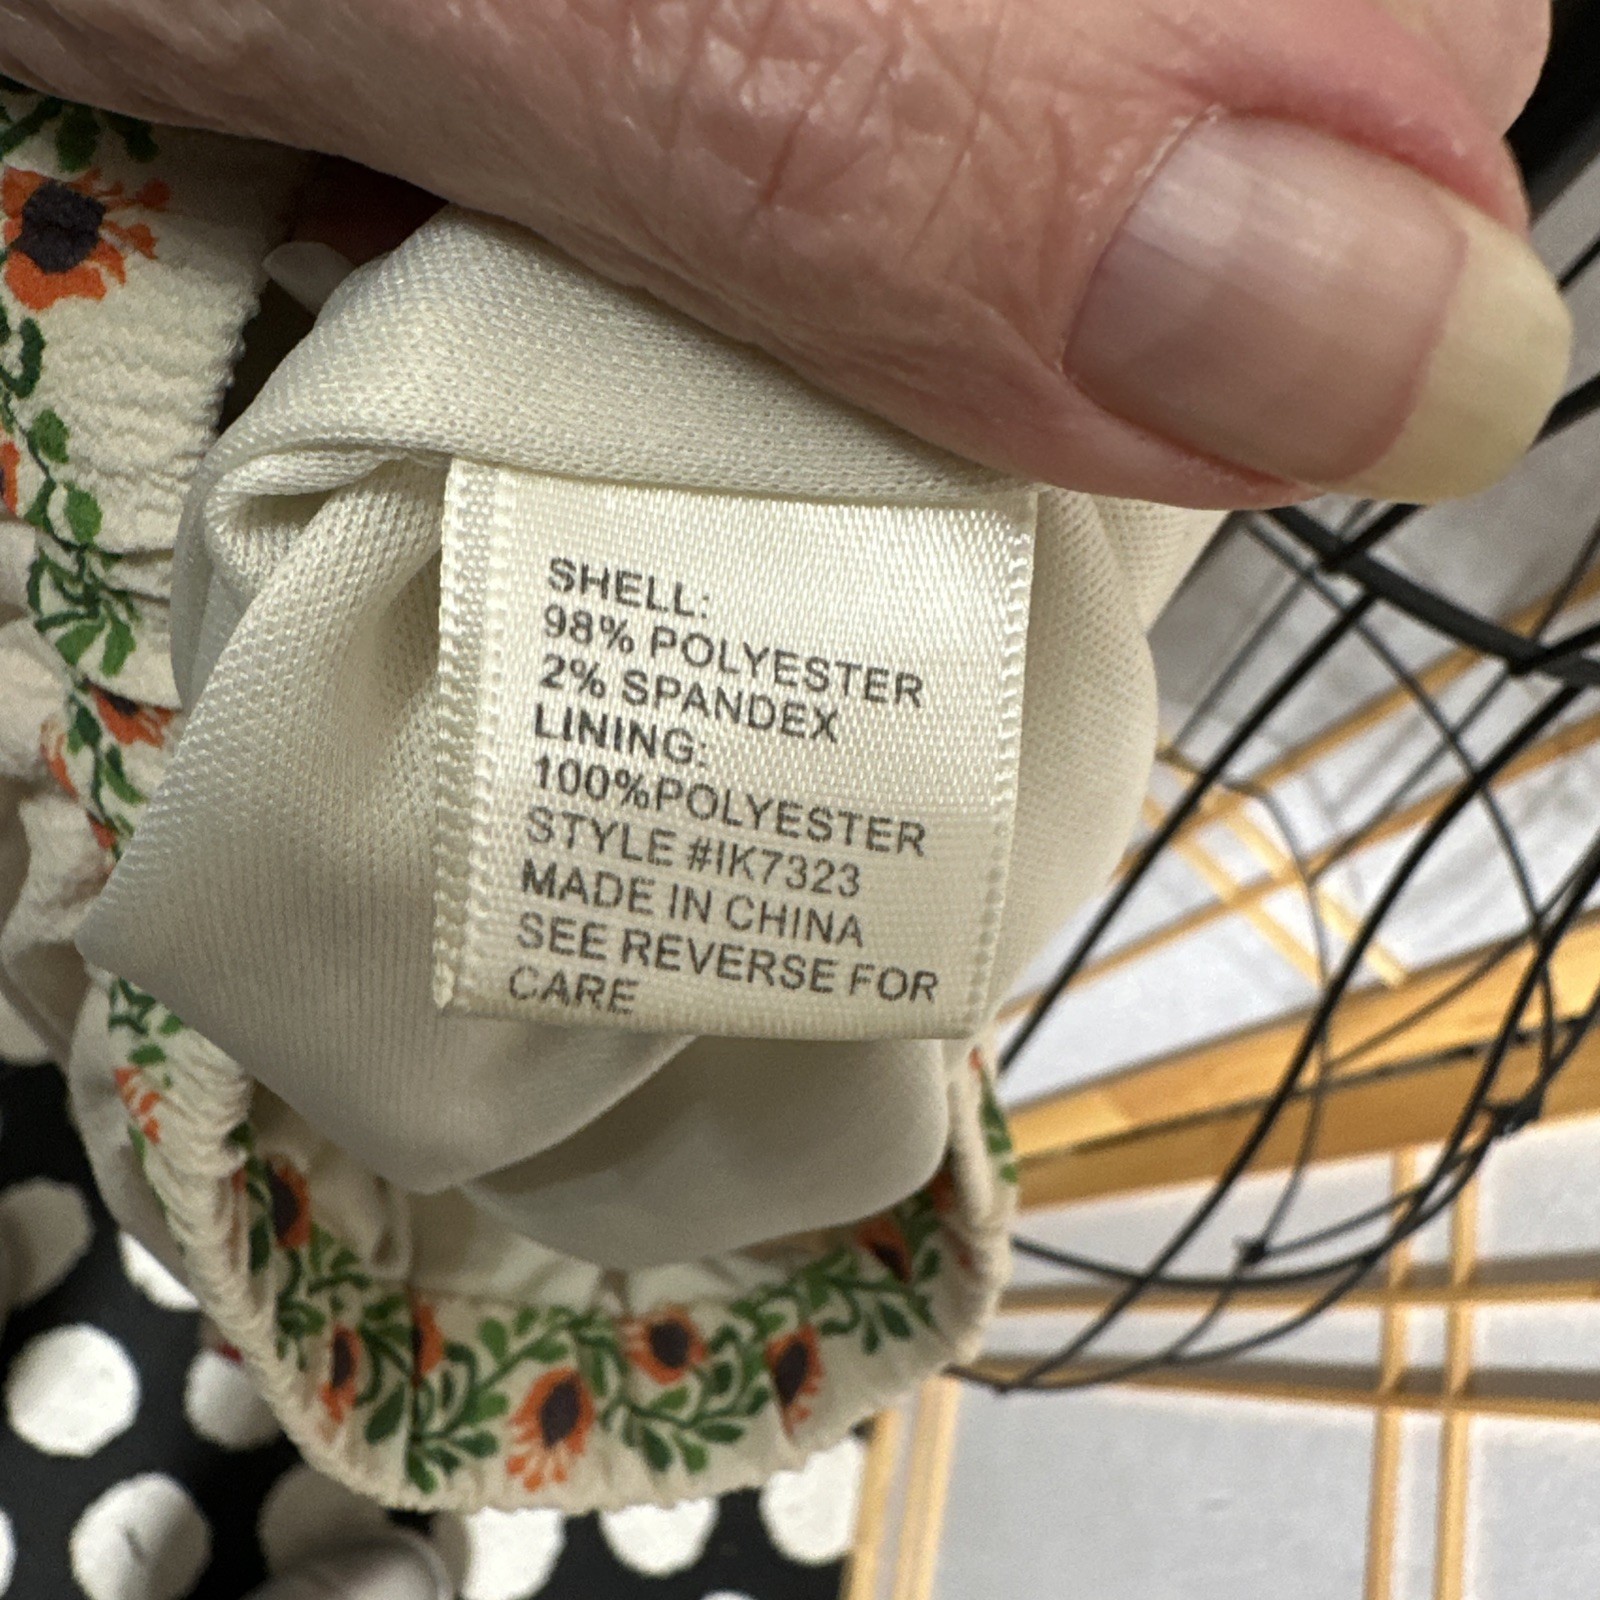 SHELL:
98% POLYESTER
2% SPANDEX
LINING:
100%POLYESTER
STYLE #IK7323
MADE IN CHINA
SEE REVERSE FOR
CARE